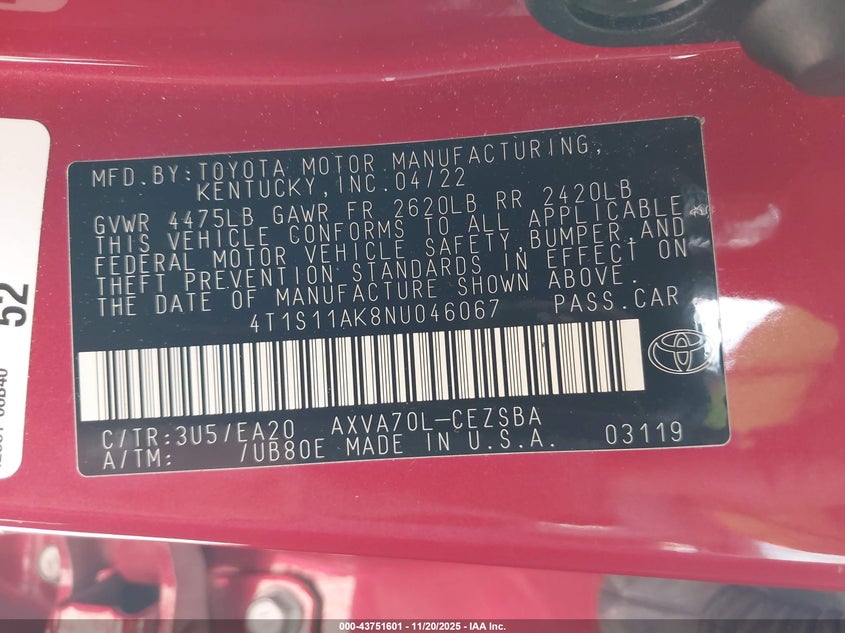 MFD.BY:TOYOTA MOTOR MANUFACTURING,
KENTUCKY,INC.04/22
GVWR 4475LB GAWR FR 2620LB RR 2420LB
THIS VEHICLE CONFORMS TO ALL APPLICABLE
FEDERAL MOTOR VEHICLE SAFETY,BUMPER,AND
THEFT PREVENTION STANDARDS IN EFFECT ON
THE DATE OF MANUFACTURE SHOWN ABOVE.
4T1S11AK8NU046067 PASS.CAR
C/TR:3U5/EA20 AXVA70L-CEZSBA
A/TM: /UB80E MADE IN U.S.A. 03119
52
000-43751601 - 11/20/2025 - IAA Inc.